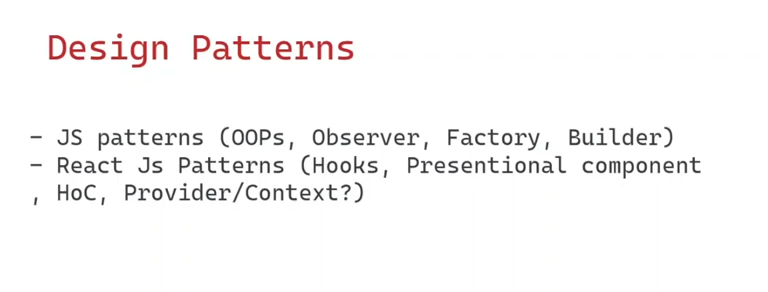 Design Patterns
– JS patterns (OOPs, Observer, Factory, Builder)
– React Js Patterns (Hooks, Presentional component
, HoC, Provider/Context?)